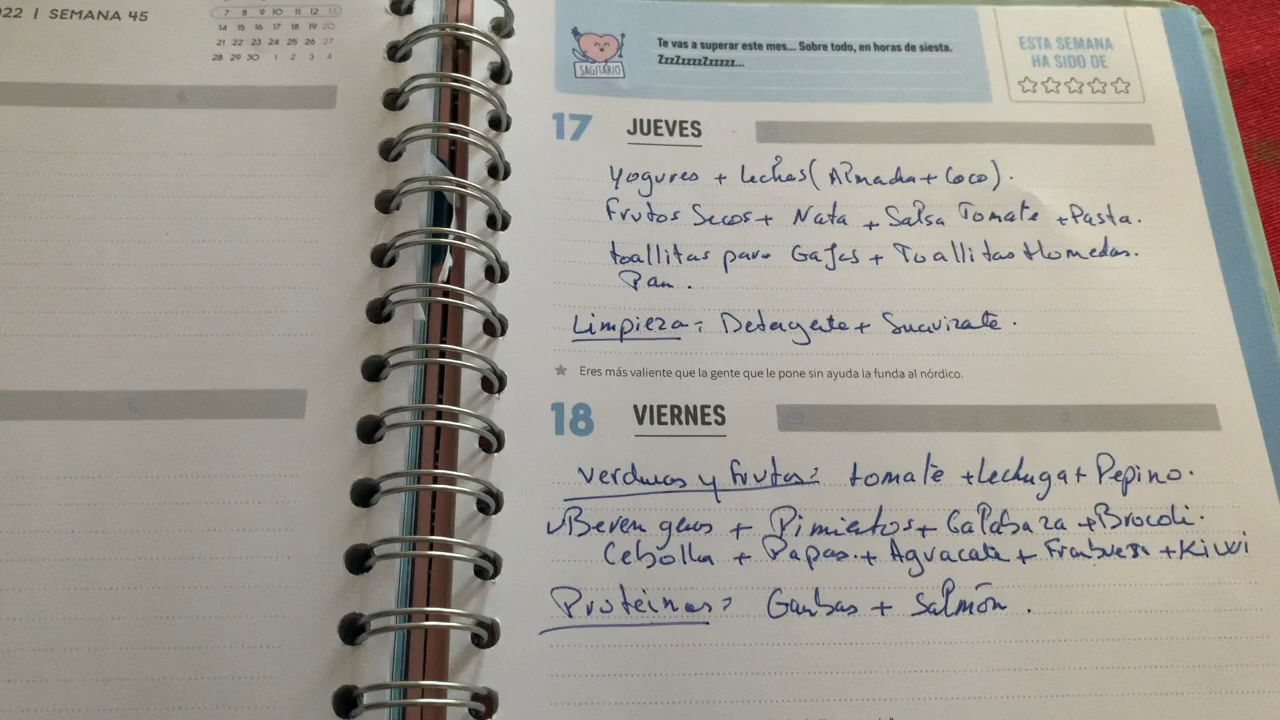 022 | SEMANA 45
7 8 9 10 11 12 13
14 15 16 17 18 19 20
21 22 23 24 25 26 27
28 29 30 1 2 3 4
SAGITARIO
Te vas a superar este mes... Sobre todo, en horas de siesta.
ZzzZzzzzZzzzz...
ESTA SEMANA
HA SIDO DE
17 JUEVES
Yogures + Leches (Almendra + Coco).
Frutos Secos + Nata + Salsa Tomate + Pasta.
toallitas para Gafas + Toallitas Humedas.
Pan.
Limpieza: Detergente + Suavizate.
Eres más valiente que la gente que le pone sin ayuda la funda al nórdico.
18 VIERNES
Verduras y frutas: tomate + Lechuga + Pepino.
Berengenas + Pimientos + Calabaza + Brocoli.
Cebolla + Papas + Aguacate + Frambuesa + Kiwi
Proteinas: Gambas + Salmón.